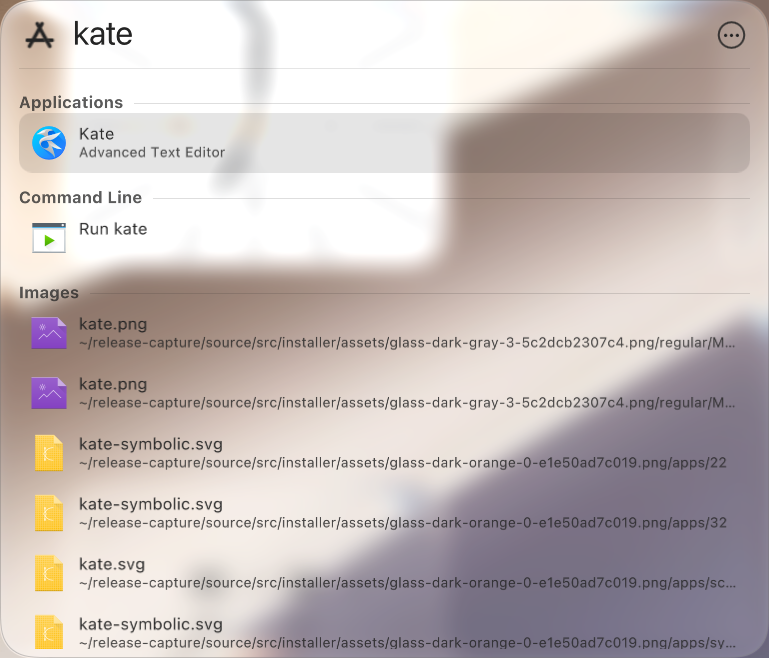 kate
Applications
Kate
Advanced Text Editor
Command Line
Run kate
Images
kate.png
~/release-capture/source/src/installer/assets/glass-dark-gray-3-5c2dcb2307c4.png/regular/M...
kate.png
~/release-capture/source/src/installer/assets/glass-dark-gray-3-5c2dcb2307c4.png/regular/M...
kate-symbolic.svg
~/release-capture/source/src/installer/assets/glass-dark-orange-0-e1e50ad7c019.png/apps/22
kate-symbolic.svg
~/release-capture/source/src/installer/assets/glass-dark-orange-0-e1e50ad7c019.png/apps/32
kate.svg
~/release-capture/source/src/installer/assets/glass-dark-orange-0-e1e50ad7c019.png/apps/sc...
kate-symbolic.svg
~/release-capture/source/src/installer/assets/glass-dark-orange-0-e1e50ad7c019.png/apps/sy...